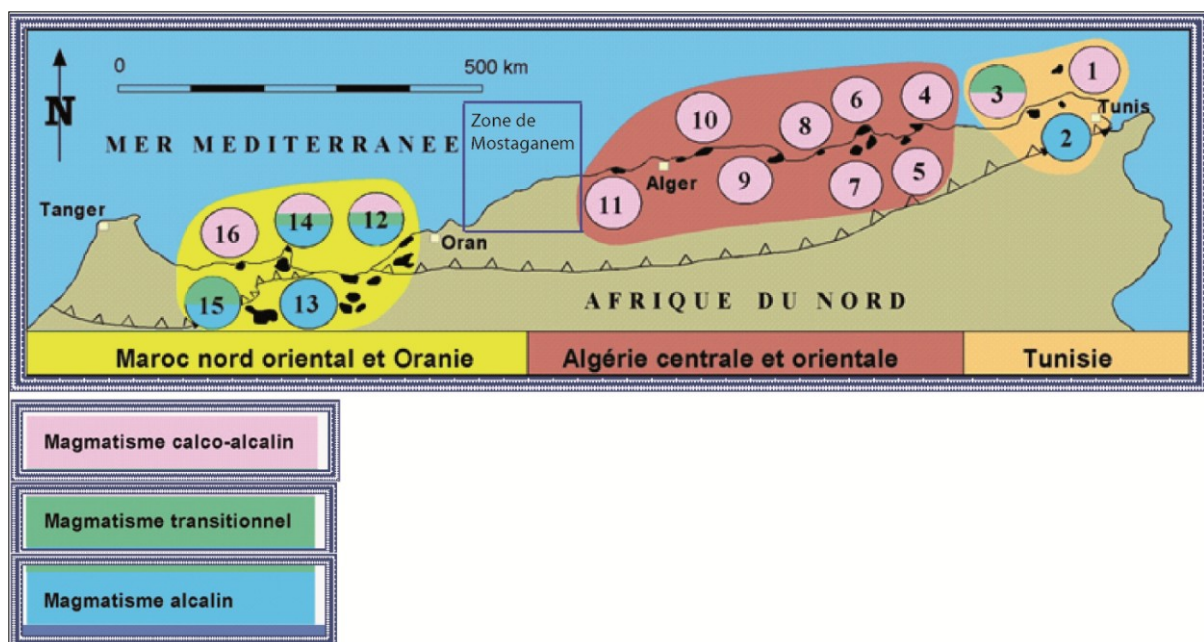 0 500 km
N
MER MEDITERRANEE
Zone de
Mostaganem
Tanger
Oran
Alger
Tunis
10
8
6
4
3
1
2
11
9
7
5
16
14
12
15
13
AFRIQUE DU NORD
Maroc nord oriental et Oranie
Algérie centrale et orientale
Tunisie
Magmatisme calco-alcalin
Magmatisme transitionnel
Magmatisme alcalin